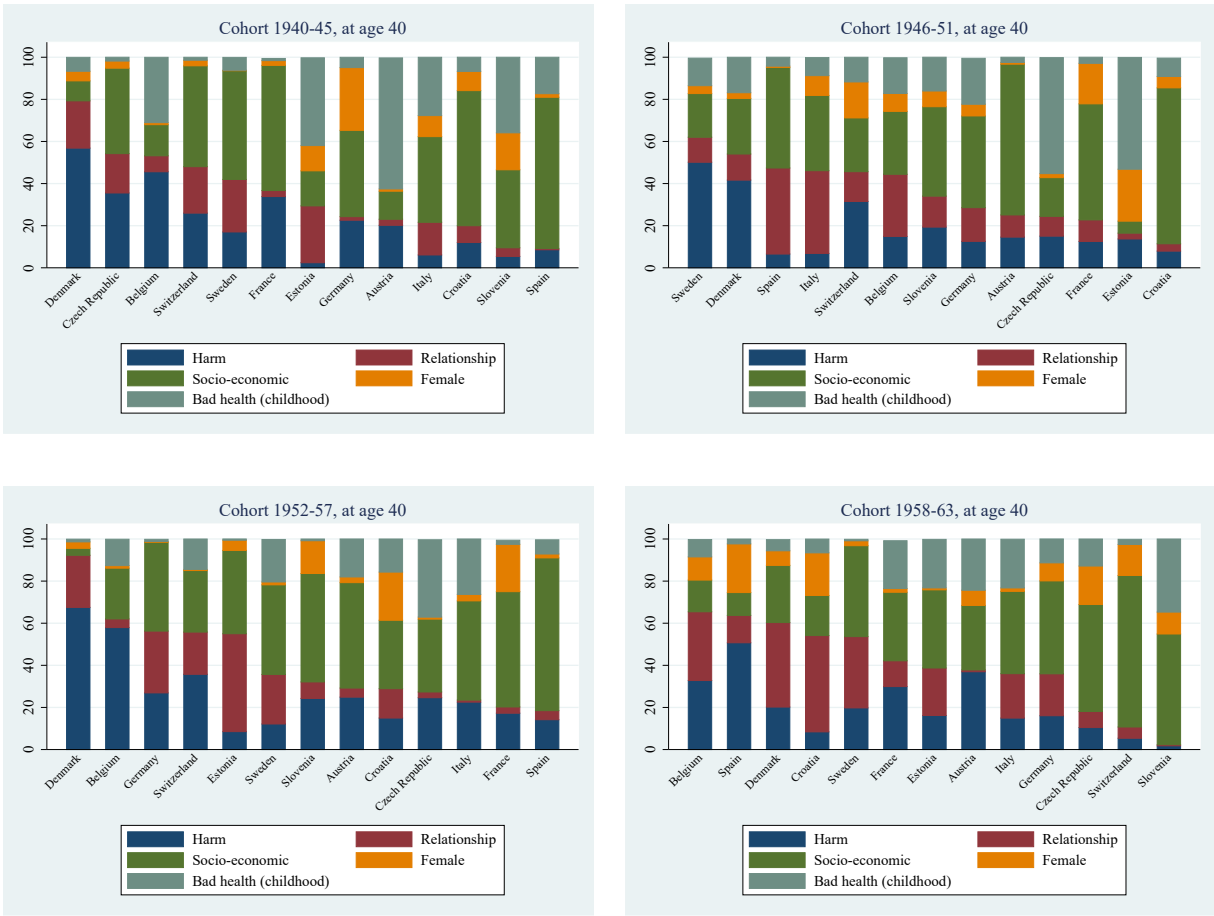 Cohort 1940-45, at age 40
100
80
60
40
20
0
Denmark
Czech Republic
Belgium
Switzerland
Sweden
France
Estonia
Germany
Austria
Italy
Croatia
Slovenia
Spain
Harm Relationship
Socio-economic Female
Bad health (childhood)
Cohort 1946-51, at age 40
100
80
60
40
20
0
Sweden
Denmark
Spain
Italy
Switzerland
Belgium
Slovenia
Germany
Austria
Czech Republic
France
Estonia
Croatia
Harm Relationship
Socio-economic Female
Bad health (childhood)
Cohort 1952-57, at age 40
100
80
60
40
20
0
Denmark
Belgium
Germany
Switzerland
Estonia
Sweden
Slovenia
Austria
Croatia
Czech Republic
Italy
France
Spain
Harm Relationship
Socio-economic Female
Bad health (childhood)
Cohort 1958-63, at age 40
100
80
60
40
20
0
Belgium
Spain
Denmark
Croatia
Sweden
France
Estonia
Austria
Italy
Germany
Czech Republic
Switzerland
Slovenia
Harm Relationship
Socio-economic Female
Bad health (childhood)